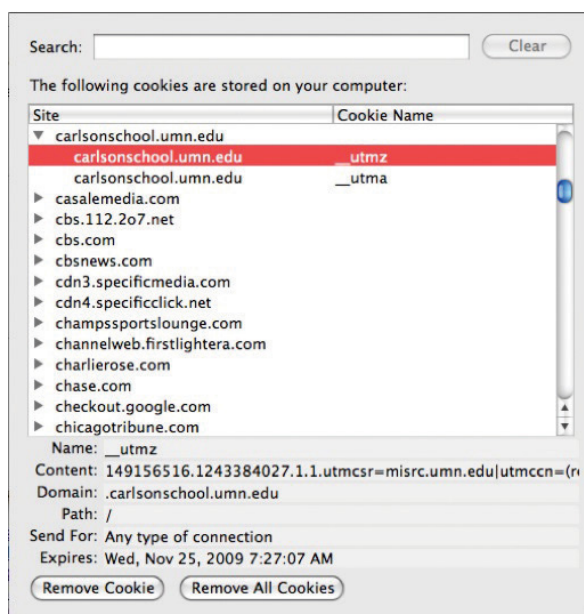 Search: Clear
The following cookies are stored on your computer:
Site Cookie Name
carlsonschool.umn.edu
carlsonschool.umn.edu __utmz
carlsonschool.umn.edu __utma
casalemedia.com
cbs.112.2o7.net
cbs.com
cbsnews.com
cdn3.specificmedia.com
cdn4.specificclick.net
champssportslounge.com
channelweb.firstlightera.com
charlierose.com
chase.com
checkout.google.com
chicagotribune.com
Name: __utmz
Content: 149156516.1243384027.1.1.utmcsr=misrc.umn.edu|utmccn=(re
Domain: .carlsonschool.umn.edu
Path: /
Send For: Any type of connection
Expires: Wed, Nov 25, 2009 7:27:07 AM
Remove Cookie Remove All Cookies